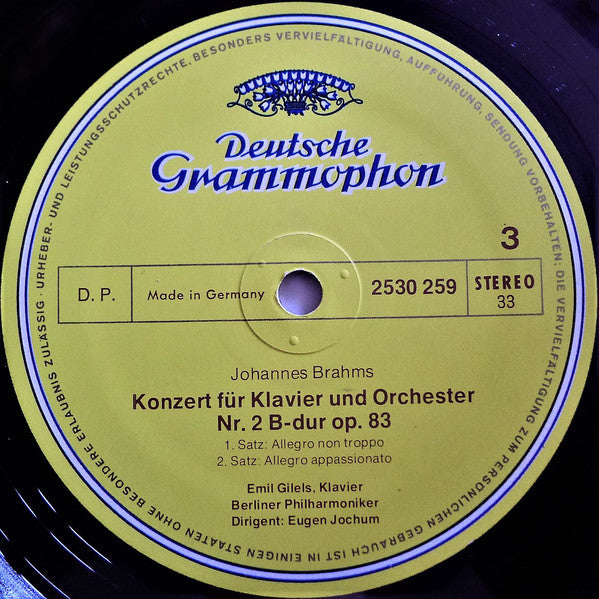 URHEBER- UND LEISTUNGSSCHUTZRECHTE, BESONDERS VERVIELFÄLTIGUNG, AUFFÜHRUNG, SENDUNG VORBEHALTEN: DIE VERVIELFÄLTIGUNG ZUM PERSÖNLICHEN GEBRAUCH IST IN EINIGEN STAATEN OHNE BESONDERE ERLAUBNIS ZULÄSSIG ·
Deutsche
Grammophon
3
D. P. Made in Germany 2530 259 STEREO
33
Johannes Brahms
Konzert für Klavier und Orchester
Nr. 2 B-dur op. 83
1. Satz: Allegro non troppo
2. Satz: Allegro appassionato
Emil Gilels, Klavier
Berliner Philharmoniker
Dirigent: Eugen Jochum